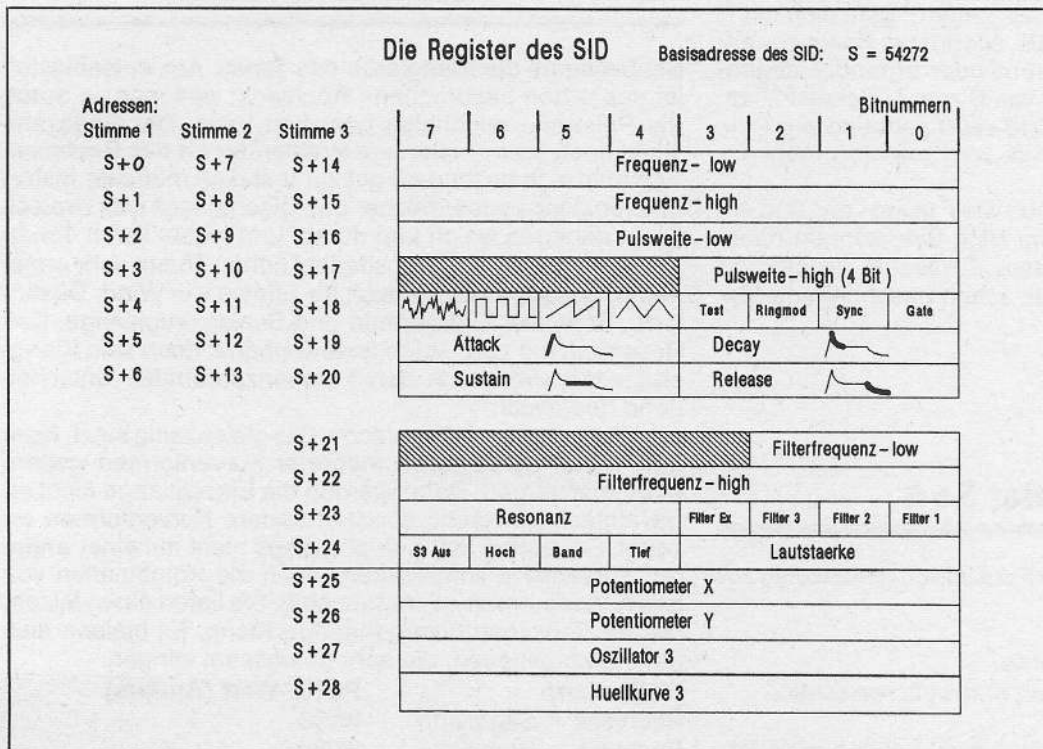 Die Register des SID Basisadresse des SID: S = 54272
Adressen: Bitnummern
Stimme 1 Stimme 2 Stimme 3 7 6 5 4 3 2 1 0
S+0 S+7 S+14 Frequenz-low
S+1 S+8 S+15 Frequenz-high
S+2 S+9 S+16 Pulsweite-low
S+3 S+10 S+17 Pulsweite-high (4 Bit)
S+4 S+11 S+18 Test Ringmod Sync Gate
S+5 S+12 S+19 Attack Decay
S+6 S+13 S+20 Sustain Release
S+21 Filterfrequenz-low
S+22 Filterfrequenz-high
S+23 Resonanz Filter Ex Filter 3 Filter 2 Filter 1
S+24 S3 Aus Hoch Band Tief Lautstaerke
S+25 Potentiometer X
S+26 Potentiometer Y
S+27 Oszillator 3
S+28 Huellkurve 3